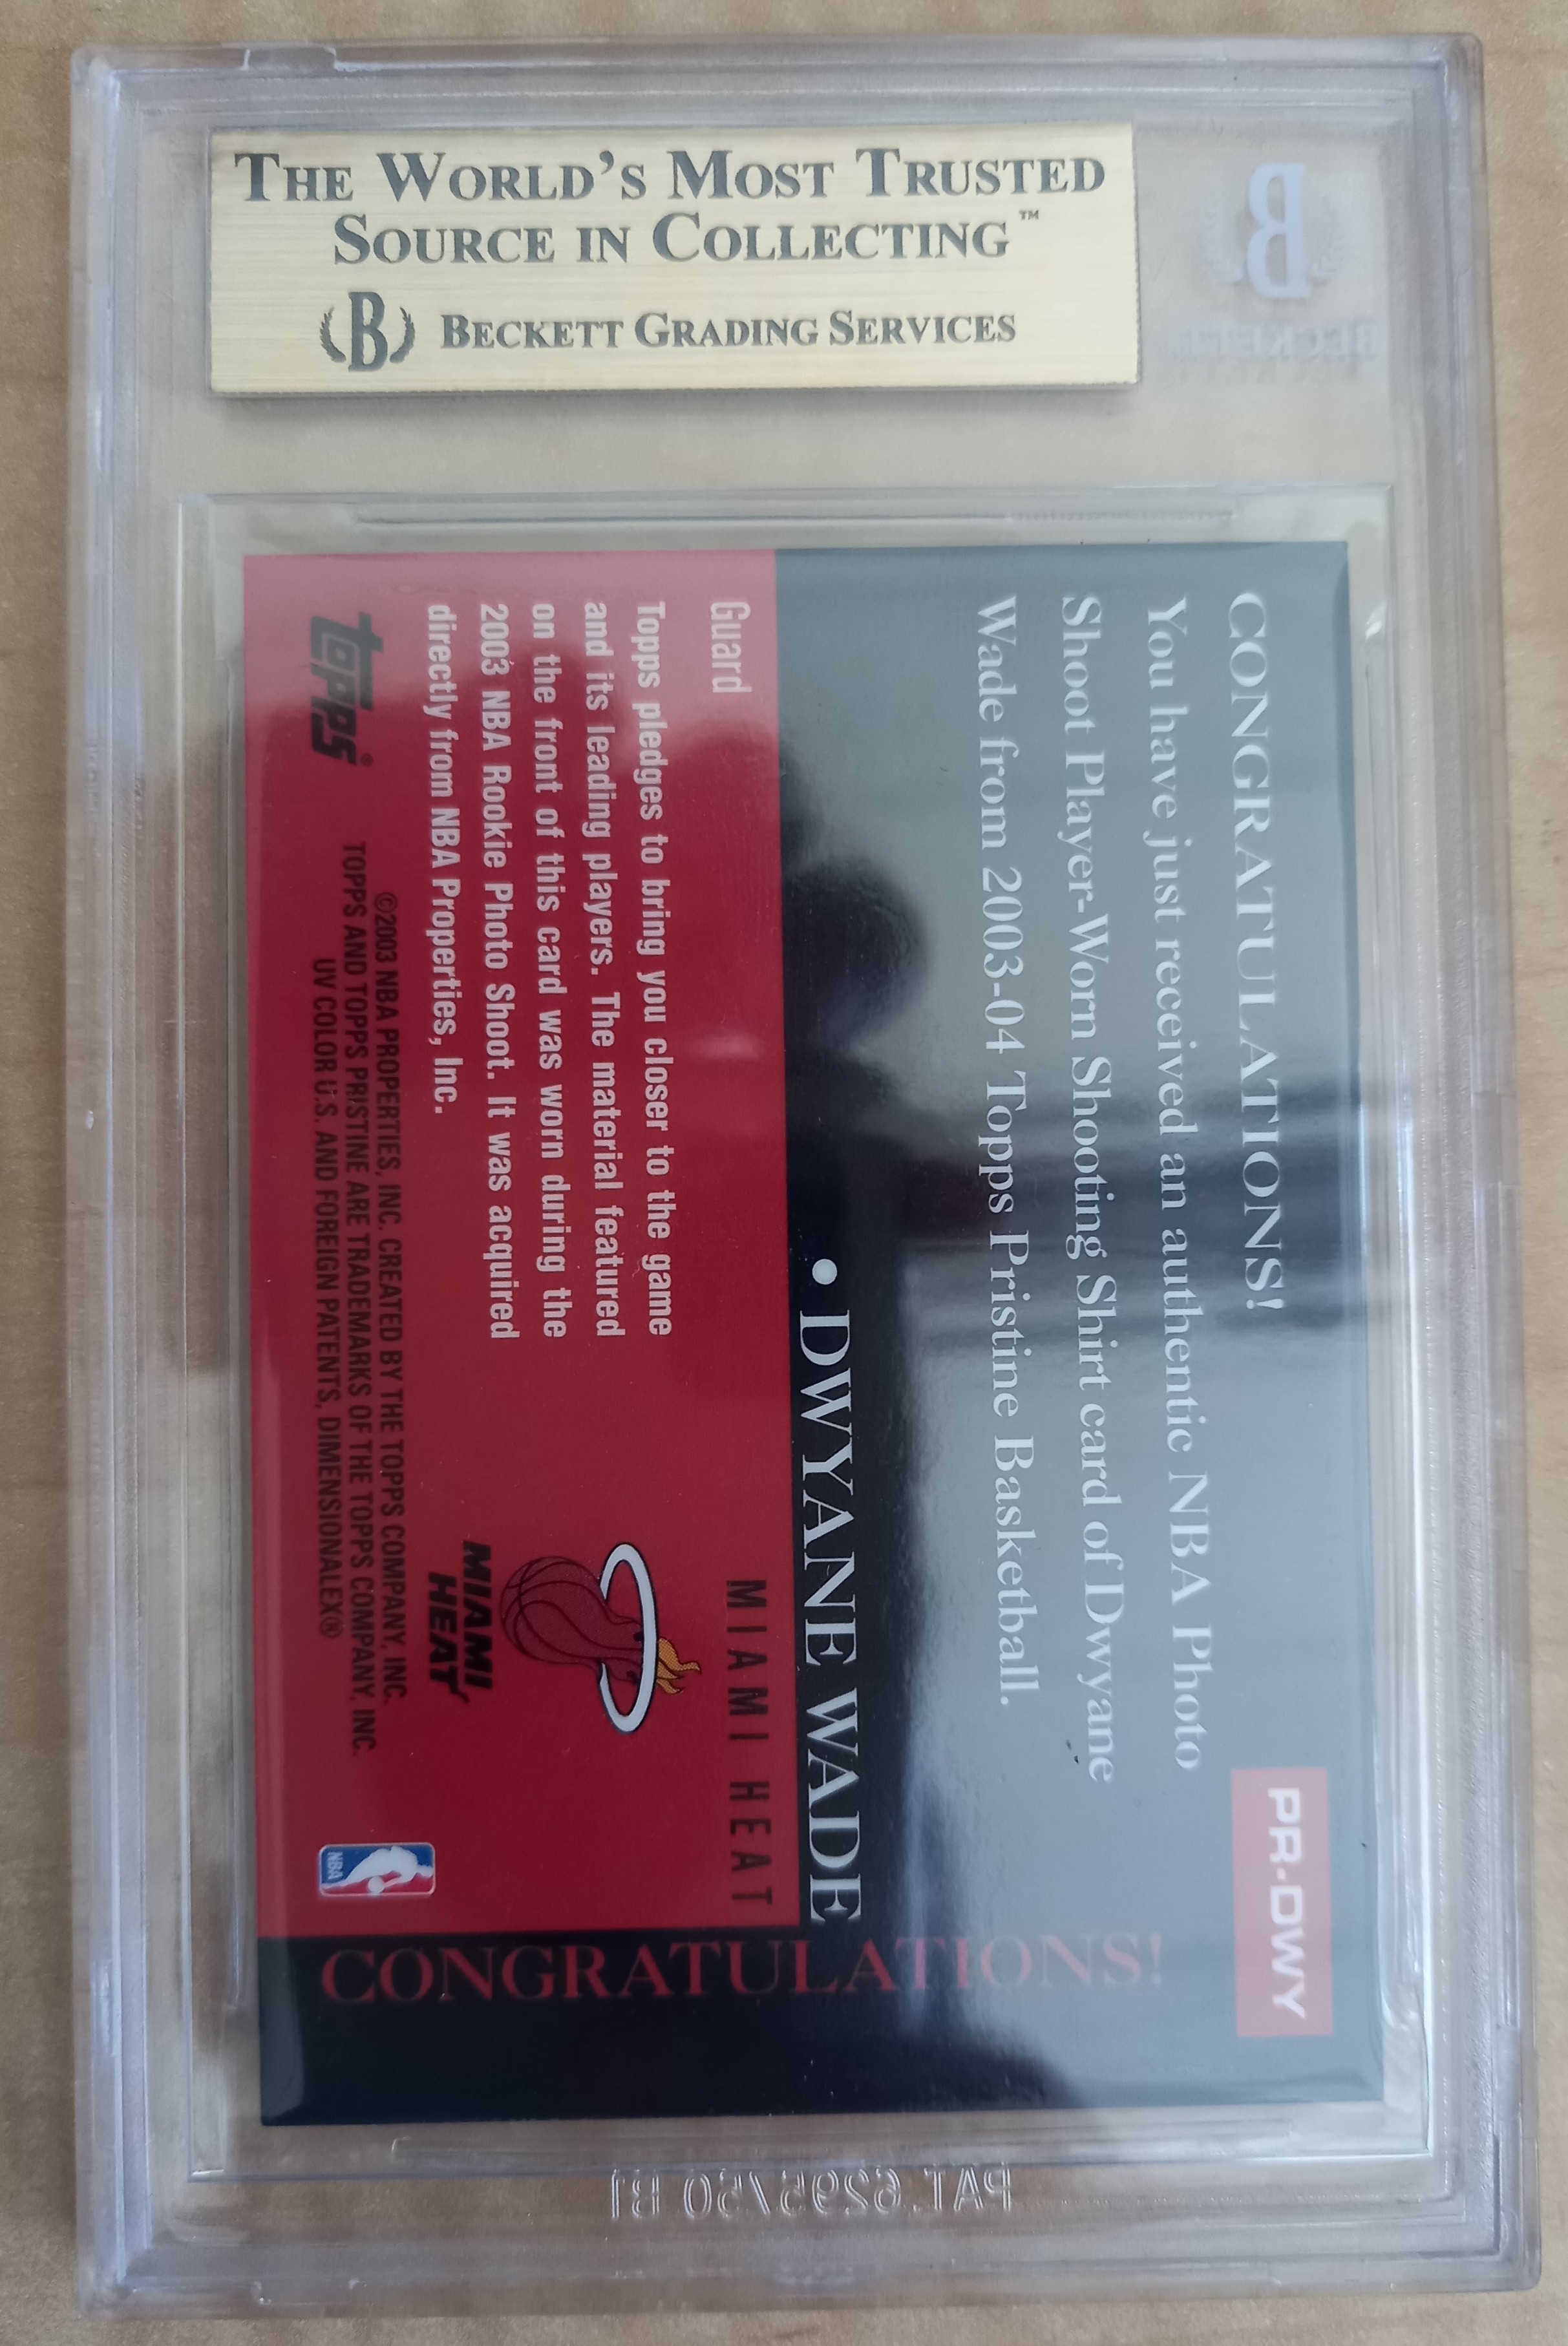 THE WORLD'S MOST TRUSTED
SOURCE IN COLLECTING™
B BECKETT GRADING SERVICES
B
BECKETT
CONGRATULATIONS!
You have just received an authentic NBA Photo
Shoot Player-Worn Shooting Shirt card of Dwyane
Wade from 2003-04 Topps Pristine Basketball.
PR-DWY
• DWYANE WADE
Guard
MIAMI HEAT
Topps pledges to bring you closer to the game
and its leading players. The material featured
on the front of this card was worn during the
2003 NBA Rookie Photo Shoot. It was acquired
directly from NBA Properties, Inc.
MIAMI
HEAT
topps®
©2003 NBA PROPERTIES, INC. CREATED BY THE TOPPS COMPANY, INC.
TOPPS AND TOPPS PRISTINE ARE TRADEMARKS OF THE TOPPS COMPANY, INC.
UV COLOR U.S. AND FOREIGN PATENTS, DIMENSIONALEX®
NBA
CONGRATULATIONS!
PAT.